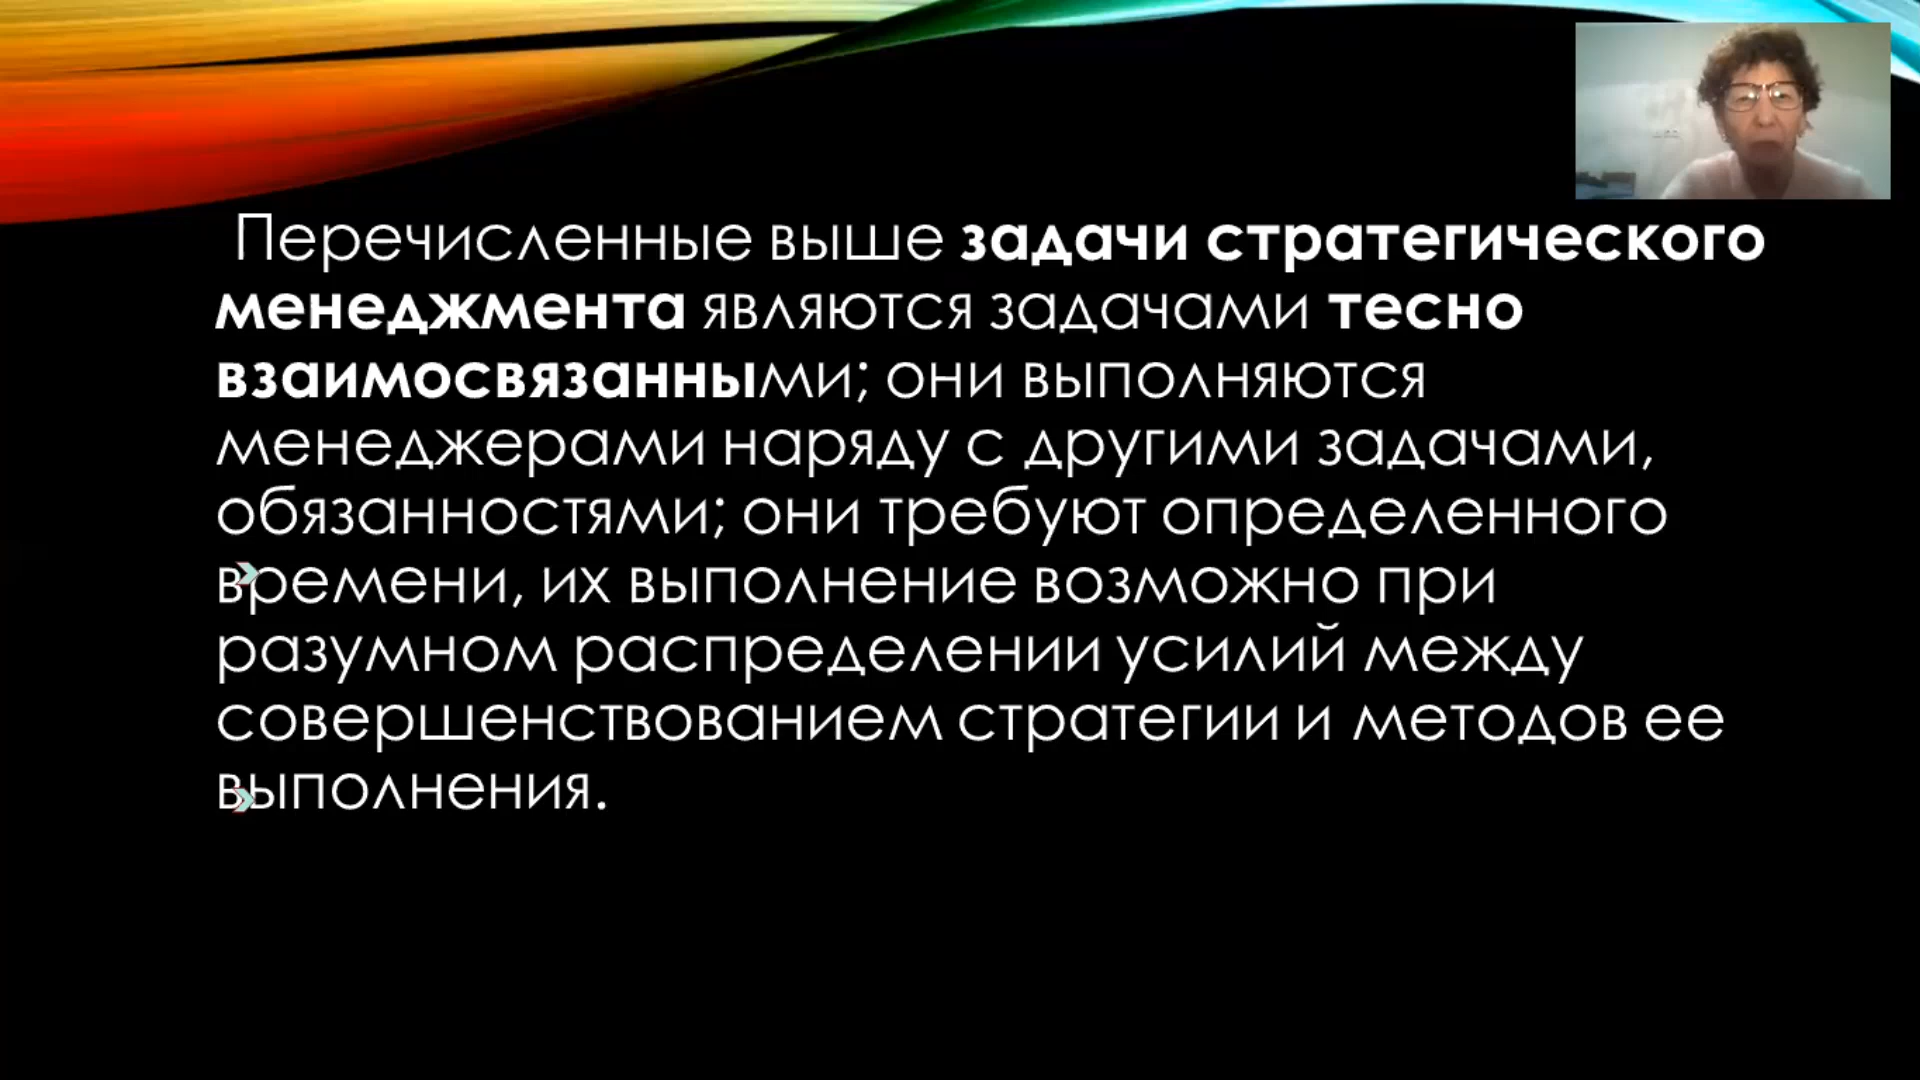 Перечисленные выше задачи стратегического
менеджмента являются задачами тесно
взаимосвязанными; они выполняются
менеджерами наряду с другими задачами,
обязанностями; они требуют определенного
времени, их выполнение возможно при
разумном распределении усилий между
совершенствованием стратегии и методов ее
выполнения.